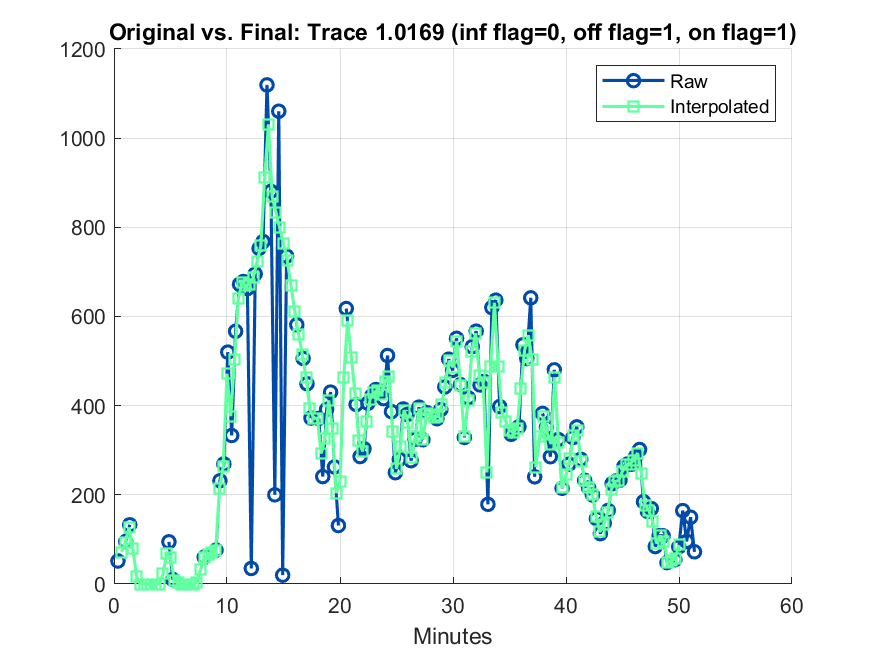 Original vs. Final: Trace 1.0169 (inf flag=0, off flag=1, on flag=1)
Raw
Interpolated
1200
1000
800
600
400
200
0
0 10 20 30 40 50 60
Minutes